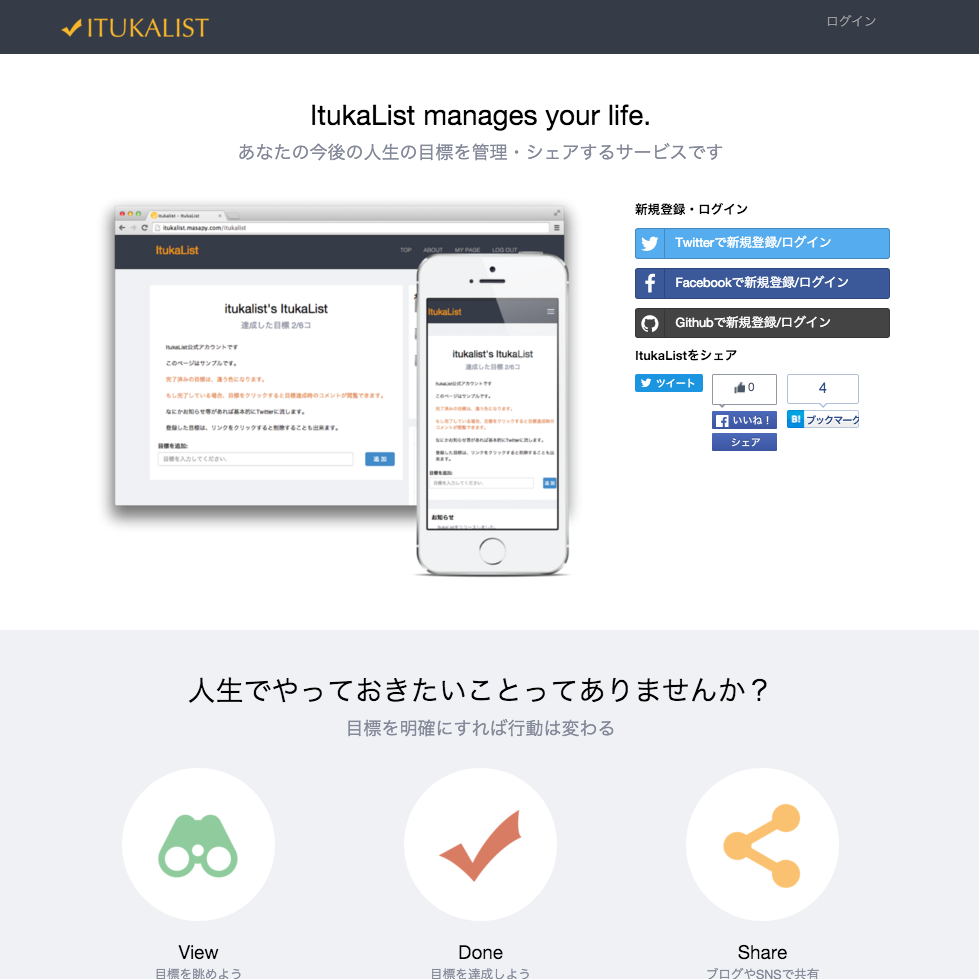 ITUKALIST
ログイン
ItukaList manages your life.
あなたの今後の人生の目標を管理・シェアするサービスです
itukalist - ItukaList
itukalist.masapy.com/itukalist
ItukaList
TOP ABOUT MY PAGE LOG OUT
itukalist's ItukaList
達成した目標 2/6コ
ItukaList公式アカウントです
このページはサンプルです。
完了済みの目標は、違う色になります。
もし完了している場合、目標をクリックすると目標達成時のコメントが閲覧できます。
なにかお知らせ等があれば基本的にTwitterに流します。
登録した目標は、リンクをクリックすると削除することも出来ます。
目標を追加:
目標を入力してください。
追加
ItukaList
itukalist's ItukaList
達成した目標 2/6コ
ItukaList公式アカウントです
このページはサンプルです。
完了済みの目標は、違う色になります。
もし完了している場合、目標をクリックすると目標達成時の
コメントが閲覧できます。
なにかお知らせ等があれば基本的にTwitterに流します。
登録した目標は、リンクをクリックすると削除することも出
来ます。
目標を追加:
目標を入力してください。
追加
お知らせ
新規登録・ログイン
Twitterで新規登録/ログイン
Facebookで新規登録/ログイン
Githubで新規登録/ログイン
ItukaListをシェア
ツイート
0
いいね！
シェア
4
B! ブックマーク
人生でやっておきたいことってありませんか？
目標を明確にすれば行動は変わる
View
目標を眺めよう
Done
目標を達成しよう
Share
ブログやSNSで共有